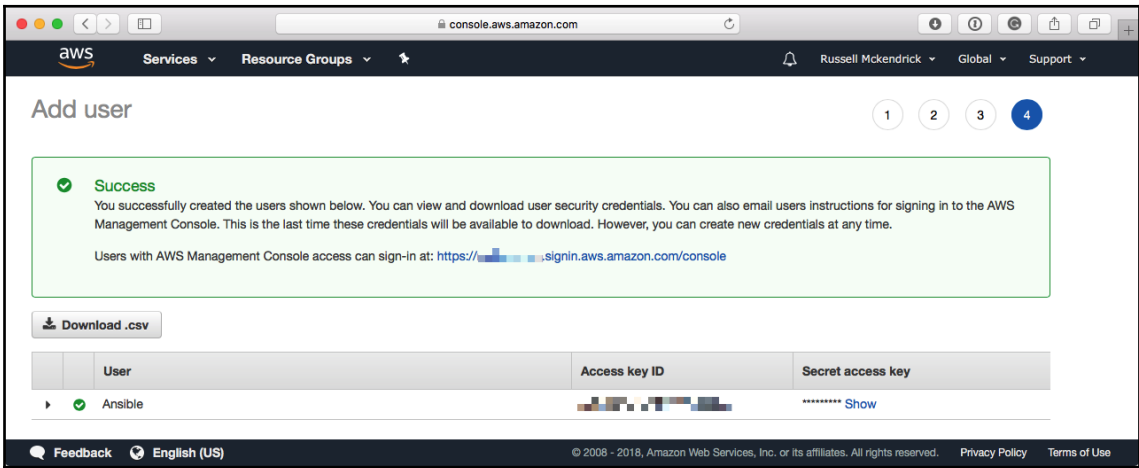 console.aws.amazon.com
aws Services Resource Groups Russell Mckendrick Global Support
Add user
1 2 3 4
Success
You successfully created the users shown below. You can view and download user security credentials. You can also email users instructions for signing in to the AWS
Management Console. This is the last time these credentials will be available to download. However, you can create new credentials at any time.
Users with AWS Management Console access can sign-in at: https:// .signin.aws.amazon.com/console
Download .csv
User Access key ID Secret access key
Ansible ********* Show
Feedback English (US) © 2008 - 2018, Amazon Web Services, Inc. or its affiliates. All rights reserved. Privacy Policy Terms of Use